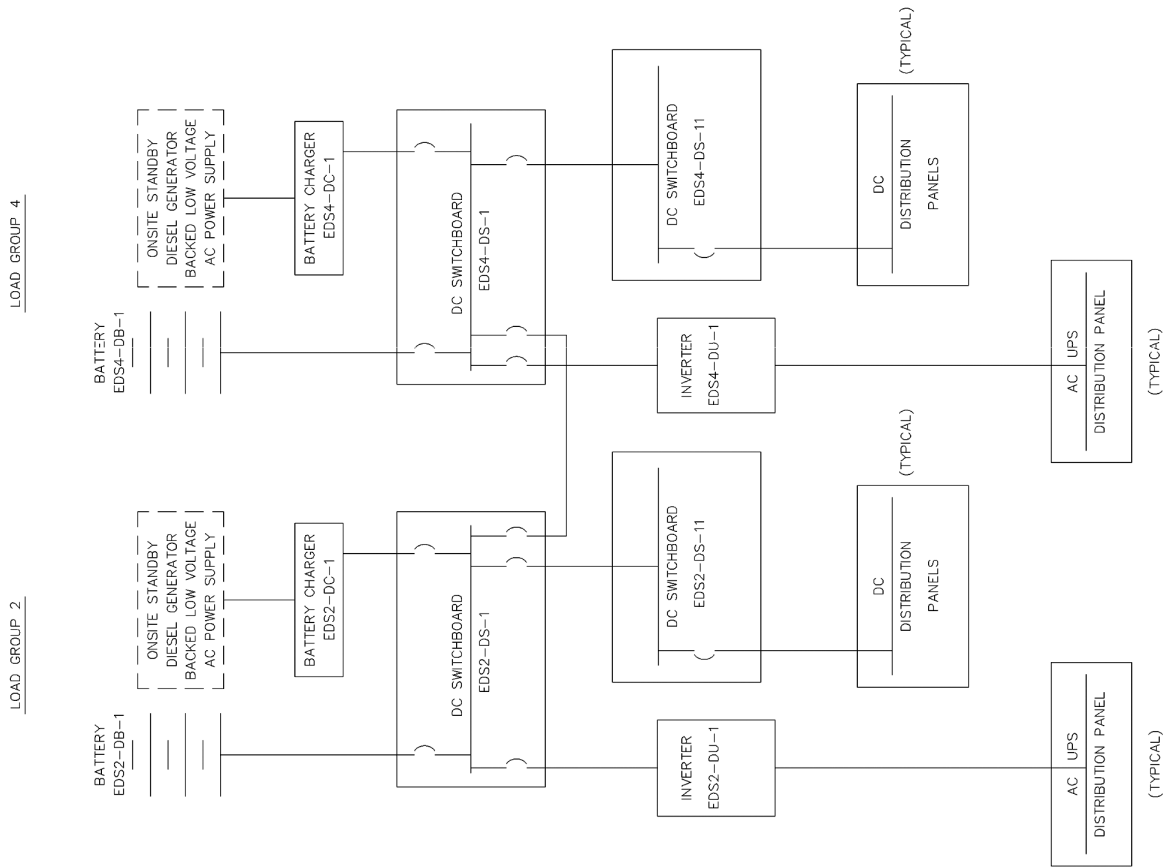 LOAD GROUP 2
BATTERY
EDS2-DB-1
ONSITE STANDBY
DIESEL GENERATOR
BACKED LOW VOLTAGE
AC POWER SUPPLY
BATTERY CHARGER
EDS2-DC-1
DC SWITCHBOARD
EDS2-DS-1
INVERTER
EDS2-DU-1
DC SWITCHBOARD
EDS2-DS-11
DC
DISTRIBUTION
PANELS
(TYPICAL)
AC UPS
DISTRIBUTION PANEL
(TYPICAL)
LOAD GROUP 4
BATTERY
EDS4-DB-1
ONSITE STANDBY
DIESEL GENERATOR
BACKED LOW VOLTAGE
AC POWER SUPPLY
BATTERY CHARGER
EDS4-DC-1
DC SWITCHBOARD
EDS4-DS-1
INVERTER
EDS4-DU-1
DC SWITCHBOARD
EDS4-DS-11
DC
DISTRIBUTION
PANELS
(TYPICAL)
AC UPS
DISTRIBUTION PANEL
(TYPICAL)